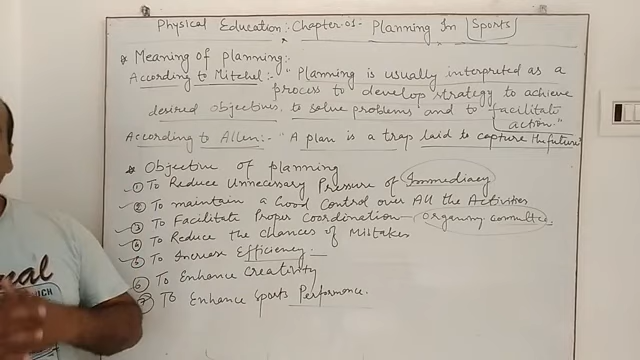 Physical Education:- Chapter-01- Planning In Sports
* Meaning of planning:-
According to Mitchel:- "Planning is usually interpreted as a
process to develop strategy to achieve
desired objectives, to solve problems and to facilitate
action."
According to Allen:- "A plan is a trap laid to capture the future"
* Objective of planning
① To Reduce Unnecessary Pressure of Immediacy
② To maintain a Good Control over All the Activities
③ To Facilitate Proper Coordination- organising committee
④ To Reduce the Chances of Mistakes
⑤ To Increase Efficiency.
⑥ To Enhance Creativity
⑦ To Enhance Sports Performance.